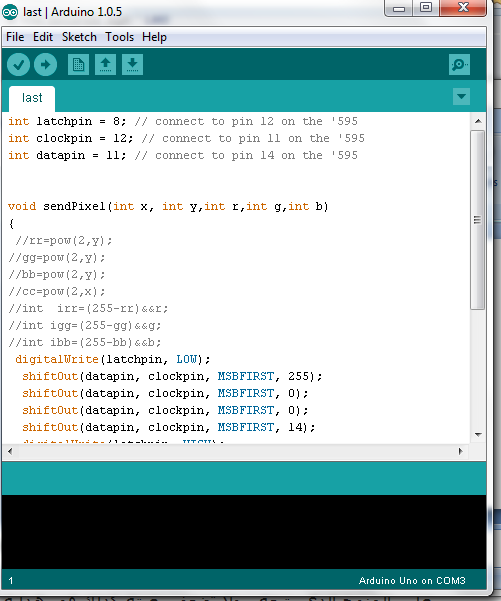 last | Arduino 1.0.5
File Edit Sketch Tools Help
last
int latchpin = 8; // connect to pin 12 on the '595
int clockpin = 12; // connect to pin 11 on the '595
int datapin = 11; // connect to pin 14 on the '595
void sendPixel(int x, int y,int r,int g,int b)
{
//rr=pow(2,y);
//gg=pow(2,y);
//bb=pow(2,y);
//cc=pow(2,x);
//int  irr=(255-rr)&&r;
//int igg=(255-gg)&&g;
//int ibb=(255-bb)&&b;
digitalWrite(latchpin, LOW);
shiftOut(datapin, clockpin, MSBFIRST, 255);
shiftOut(datapin, clockpin, MSBFIRST, 0);
shiftOut(datapin, clockpin, MSBFIRST, 0);
shiftOut(datapin, clockpin, MSBFIRST, 14);
digitalWrite(latchpin, HIGH);
1
Arduino Uno on COM3